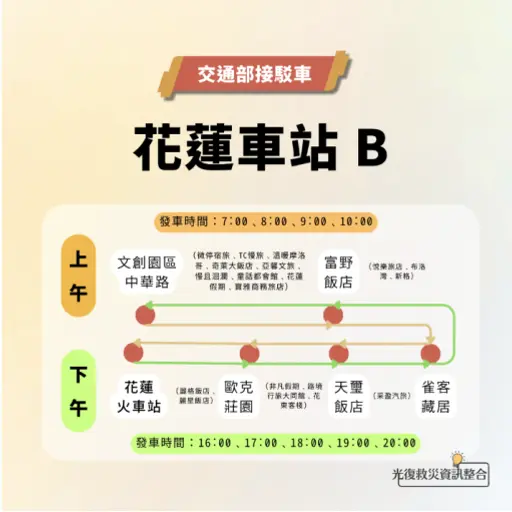 交通部接駁車
花蓮車站 B
發車時間：7:00、8:00、9:00、10:00
上午
文創園區
中華路
（微停宿旅，TC慢旅，溫暖摩洛
哥，奇萊大飯店，亞馨文旅，
慢且洄瀾，童話都會館，花蓮
假期，寶雅商務旅店）
富野
飯店
（悅樂旅店，布洛
灣，新格）
下午
花蓮
火車站
（麗格飯店，
麗星飯店）
歐克
莊園
（非凡假期，路境
行旅大同館，花
東客棧）
天璽
飯店
（采盈汽旅）
雀客
藏居
發車時間：16:00、17:00、18:00、19:00、20:00
光復救災資訊整合